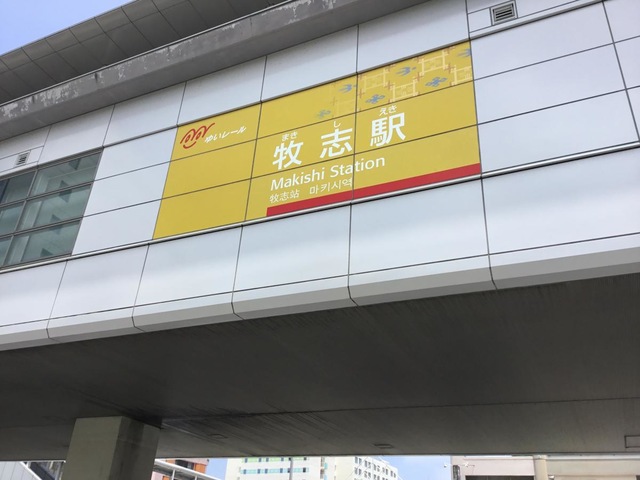 ゆいレール
まき し えき
牧志駅
Makishi Station
牧志站 마키시역